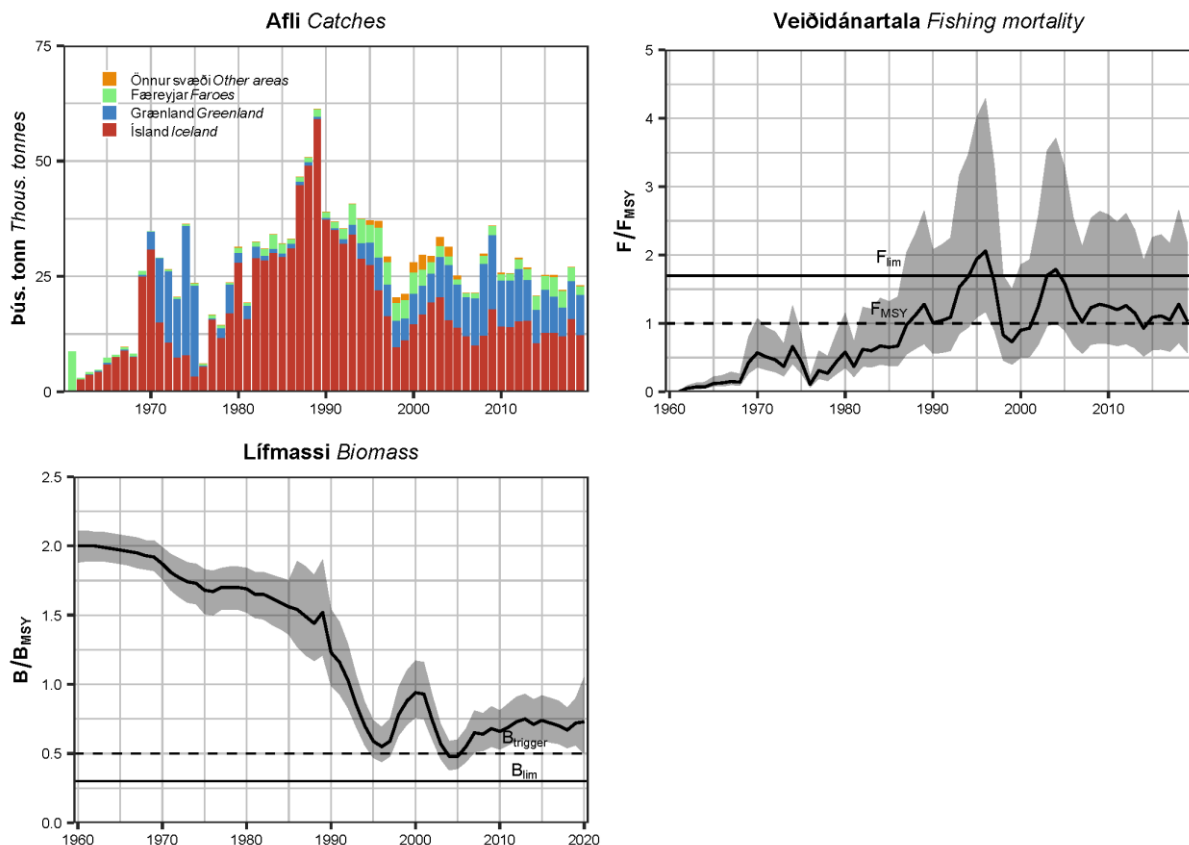 Afli Catches
Þús. tonn Thous. tonnes
75
50
25
0
Önnur svæði Other areas
Færeyjar Faroes
Grænland Greenland
Ísland Iceland
1970 1980 1990 2000 2010
Veiðidánartala Fishing mortality
F/FMSY
5
4
3
2
1
0
Flim
FMSY
1960 1970 1980 1990 2000 2010
Lífmassi Biomass
B/BMSY
2.5
2.0
1.5
1.0
0.5
0.0
Btrigger
Blim
1960 1970 1980 1990 2000 2010 2020